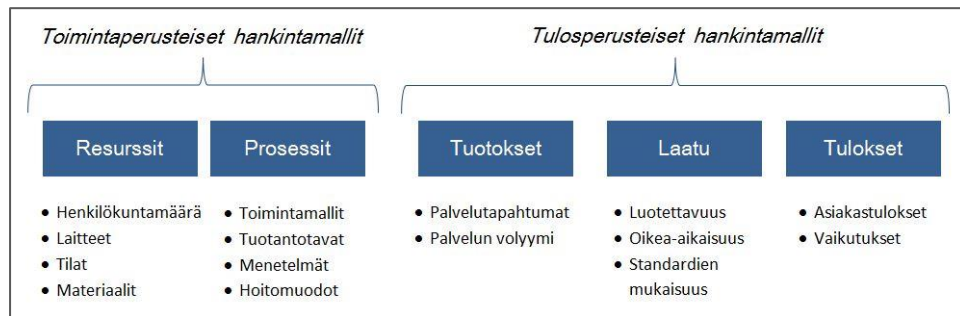 Toimintaperusteiset hankintamallit
Tulosperusteiset hankintamallit
Resurssit
Prosessit
Tuotokset
Laatu
Tulokset
• Henkilökuntamäärä
• Laitteet
• Tilat
• Materiaalit
• Toimintamallit
• Tuotantotavat
• Menetelmät
• Hoitomuodot
• Palvelutapahtumat
• Palvelun volyymi
• Luotettavuus
• Oikea-aikaisuus
• Standardien
mukaisuus
• Asiakastulokset
• Vaikutukset